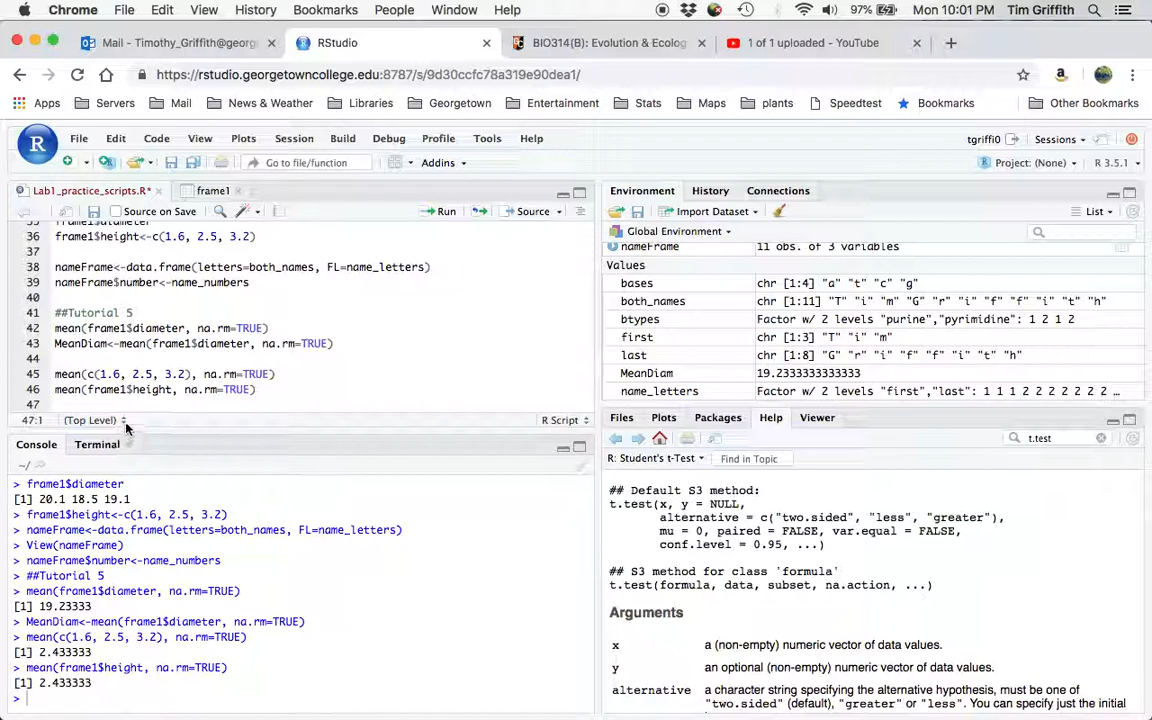 Chrome File Edit View History Bookmarks People Window Help 97% Mon 10:01 PM Tim Griffith
Mail - Timothy_Griffith@georg RStudio BIO314(B): Evolution & Ecolog 1 of 1 uploaded - YouTube
https://rstudio.georgetowncollege.edu:8787/s/9d30ccfc78a319e90dea1/
Apps Servers Mail News & Weather Libraries Georgetown Entertainment Stats Maps plants Speedtest Bookmarks Other Bookmarks
R File Edit Code View Plots Session Build Debug Profile Tools Help tgriffi0 Sessions
Go to file/function Addins Project: (None) R 3.5.1
Lab1_practice_scripts.R* frame1
Source on Save Run Source
35 frame1$diameter
36 frame1$height<-c(1.6, 2.5, 3.2)
37
38 nameFrame<-data.frame(letters=both_names, FL=name_letters)
39 nameFrame$number<-name_numbers
40
41 ##Tutorial 5
42 mean(frame1$diameter, na.rm=TRUE)
43 MeanDiam<-mean(frame1$diameter, na.rm=TRUE)
44
45 mean(c(1.6, 2.5, 3.2), na.rm=TRUE)
46 mean(frame1$height, na.rm=TRUE)
47
47:1 (Top Level) R Script
Console Terminal
~/
> frame1$diameter
[1] 20.1 18.5 19.1
> frame1$height<-c(1.6, 2.5, 3.2)
> nameFrame<-data.frame(letters=both_names, FL=name_letters)
> View(nameFrame)
> nameFrame$number<-name_numbers
> ##Tutorial 5
> mean(frame1$diameter, na.rm=TRUE)
[1] 19.23333
> MeanDiam<-mean(frame1$diameter, na.rm=TRUE)
> mean(c(1.6, 2.5, 3.2), na.rm=TRUE)
[1] 2.433333
> mean(frame1$height, na.rm=TRUE)
[1] 2.433333
>
Environment History Connections
Import Dataset List
Global Environment
nameFrame 11 obs. of 3 variables
Values
bases chr [1:4] "a" "t" "c" "g"
both_names chr [1:11] "T" "i" "m" "G" "r" "i" "f" "f" "i" "t" "h"
btypes Factor w/ 2 levels "purine","pyrimidine": 1 2 1 2
first chr [1:3] "T" "i" "m"
last chr [1:8] "G" "r" "i" "f" "f" "i" "t" "h"
MeanDiam 19.2333333333333
name_letters Factor w/ 2 levels "first","last": 1 1 1 2 2 2 2 2 2 2 …
Files Plots Packages Help Viewer
t.test
R: Student's t-Test Find in Topic
## Default S3 method:
t.test(x, y = NULL,
alternative = c("two.sided", "less", "greater"),
mu = 0, paired = FALSE, var.equal = FALSE,
conf.level = 0.95, ...)
## S3 method for class 'formula'
t.test(formula, data, subset, na.action, ...)
Arguments
x a (non-empty) numeric vector of data values.
y an optional (non-empty) numeric vector of data values.
alternative a character string specifying the alternative hypothesis, must be one of
"two.sided" (default), "greater" or "less". You can specify just the initial